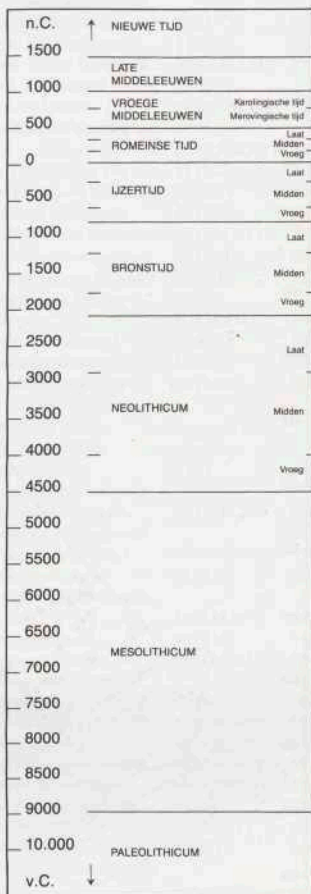 n.C.
NIEUWE TIJD
1500
LATE
MIDDELEEUWEN
1000
VROEGE Karolingische tijd
MIDDELEEUWEN Merovingische tijd
500
Laat
ROMEINSE TIJD Midden
Vroeg
0
Laat
IJZERTIJD Midden
500
Vroeg
1000 Laat
BRONSTIJD
1500 Midden
2000 Vroeg
2500 Laat
3000
NEOLITHICUM Midden
3500
4000
Vroeg
4500
5000
5500
6000
6500
MESOLITHICUM
7000
7500
8000
8500
9000
10.000
PALEOLITHICUM
v.C.